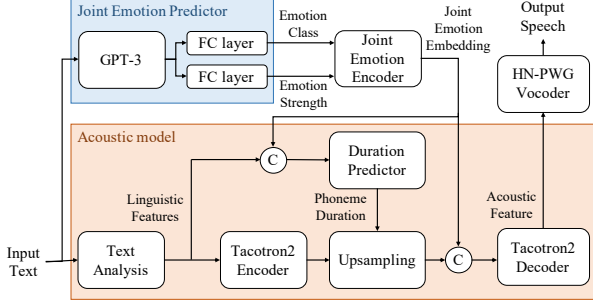 Joint Emotion Predictor
GPT-3
FC layer
FC layer
Emotion
Class
Emotion
Strength
Joint
Emotion
Encoder
Joint
Emotion
Embedding
Output
Speech
HN-PWG
Vocoder
Acoustic model
C
Duration
Predictor
Linguistic
Features
Phoneme
Duration
Acoustic
Feature
Input
Text
Text
Analysis
Tacotron2
Encoder
Upsampling
C
Tacotron2
Decoder